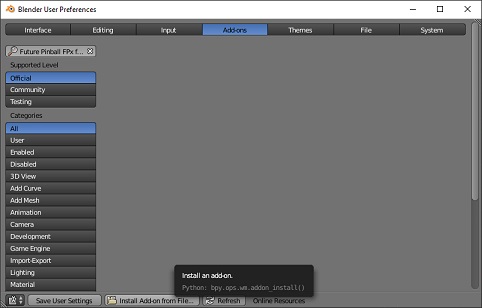 Blender User Preferences
Interface Editing Input Add-ons Themes File System
Future Pinball FPx f...
Supported Level
Official
Community
Testing
Categories
All
User
Enabled
Disabled
3D View
Add Curve
Add Mesh
Animation
Camera
Development
Game Engine
Import-Export
Lighting
Material
Install an add-on.
Python: bpy.ops.wm.addon_install()
Save User Settings Install Add-on from File... Refresh Online Resources